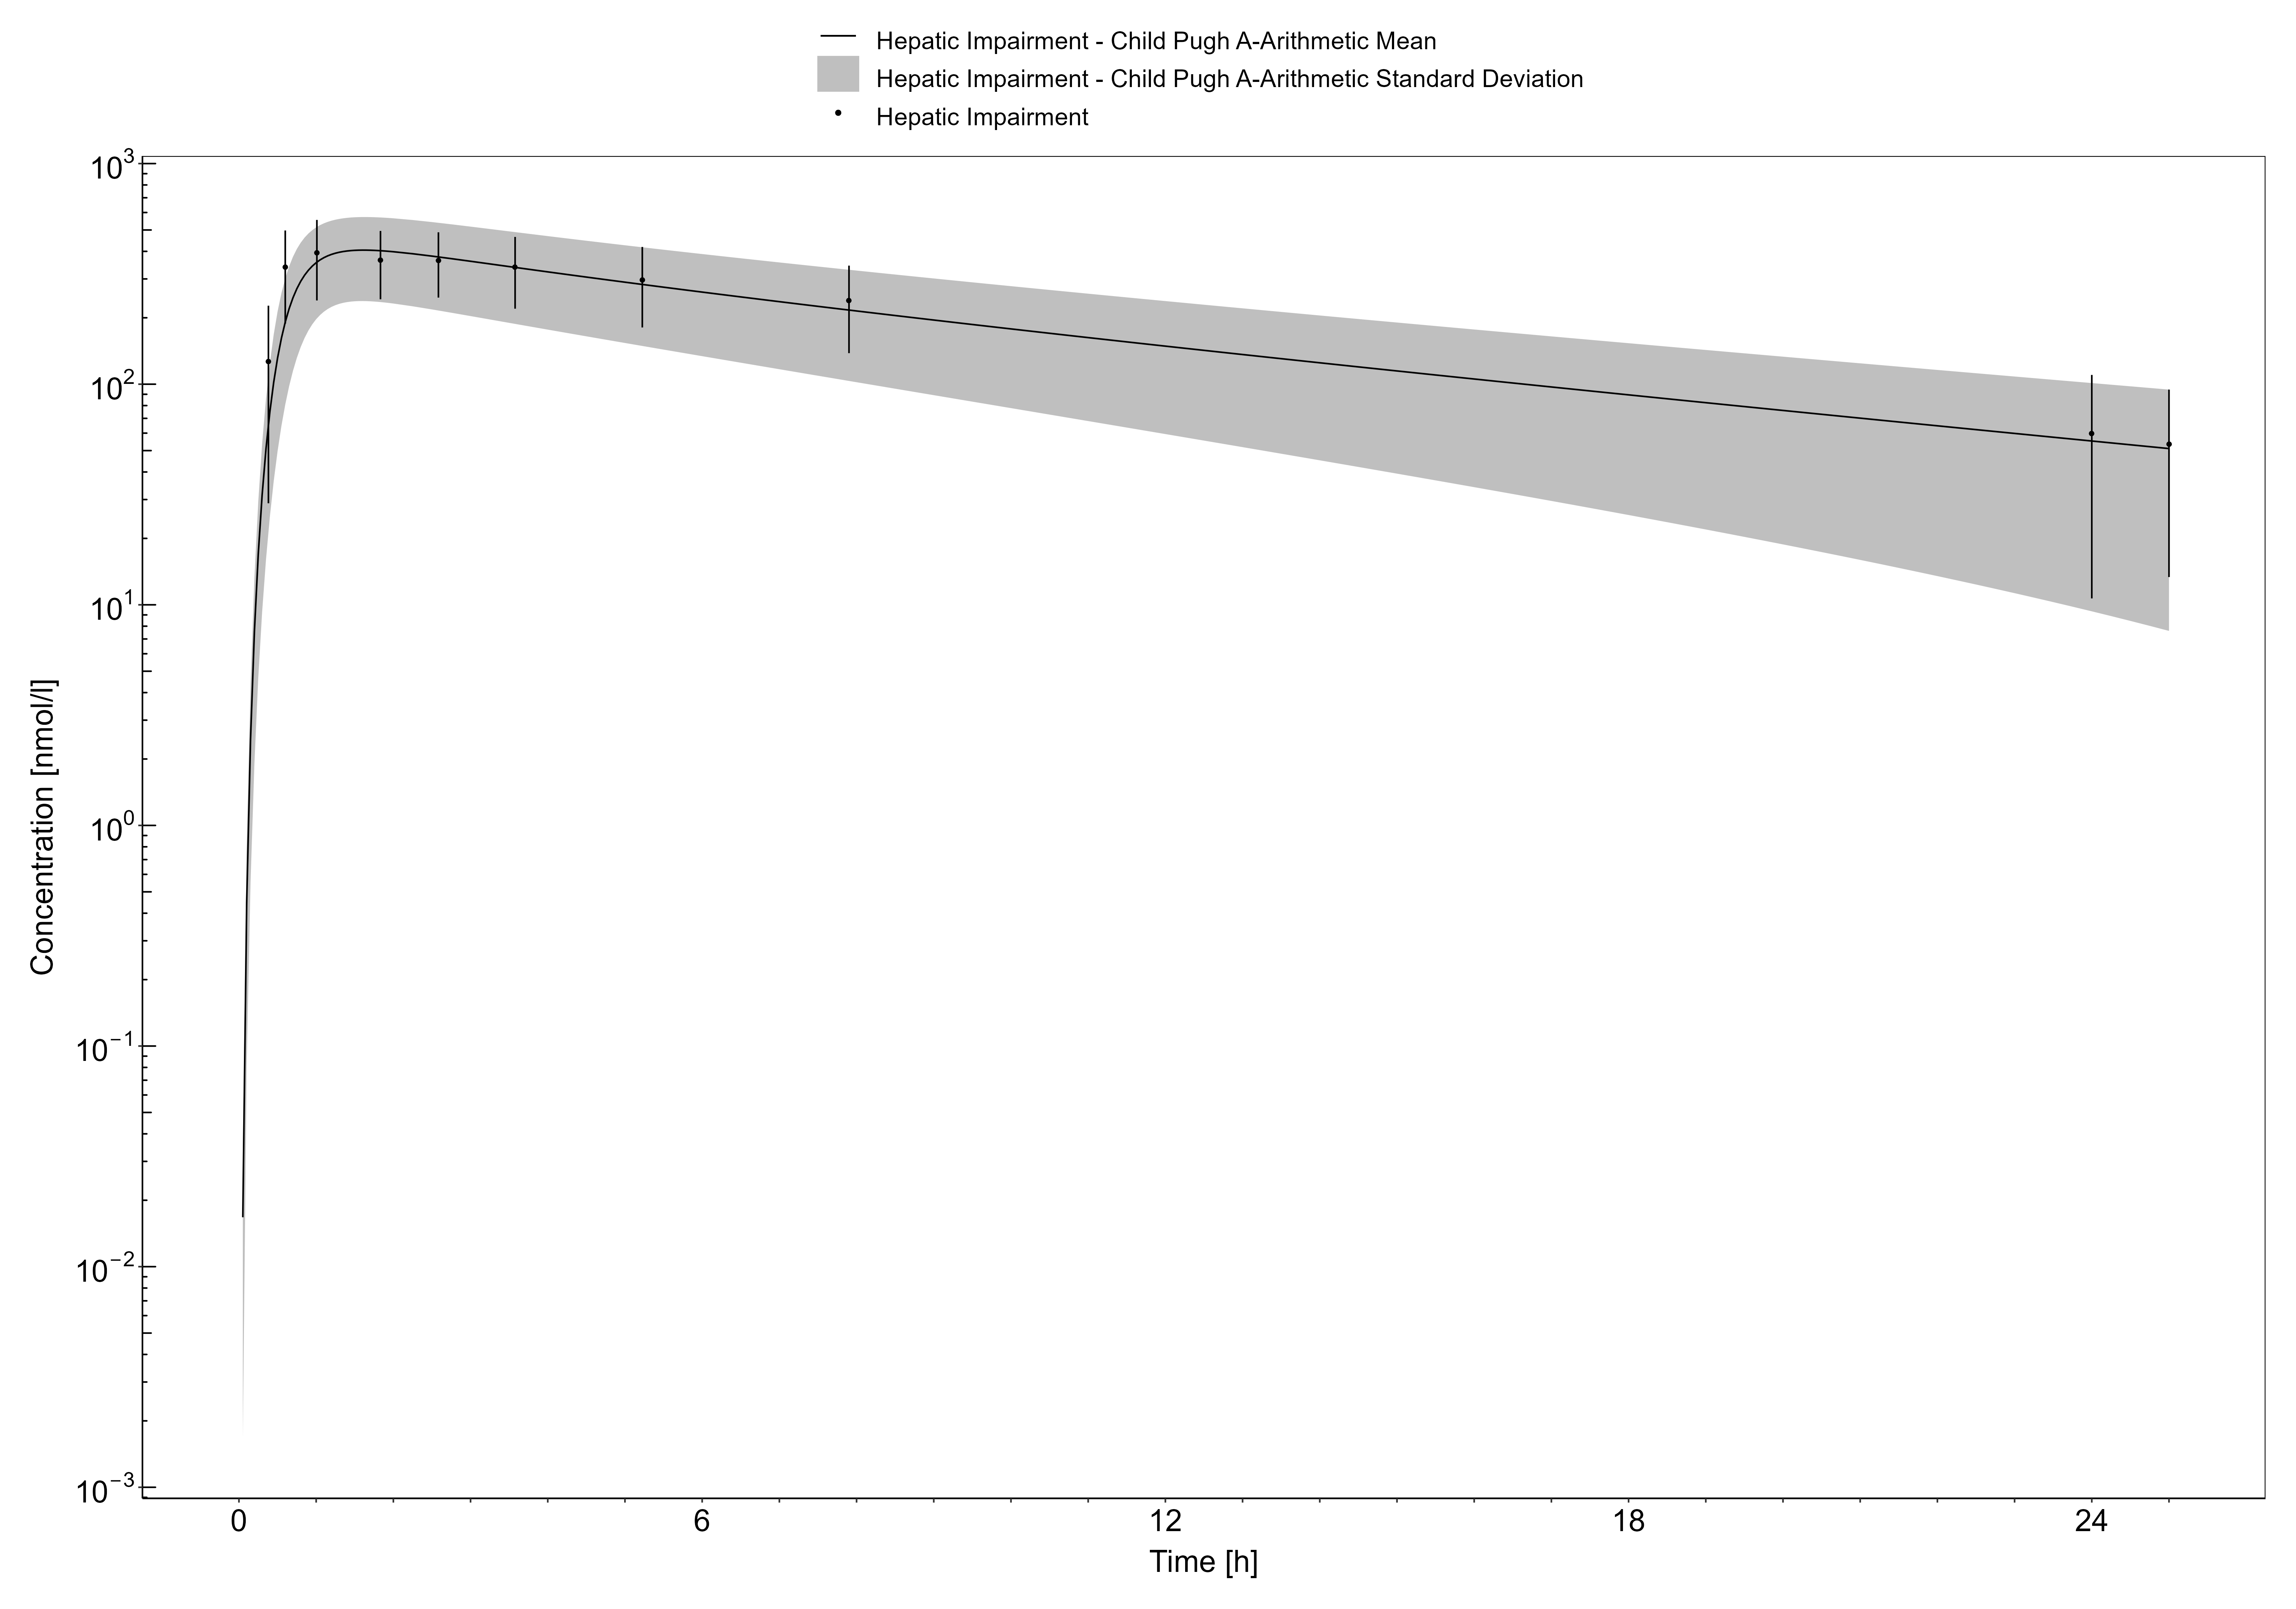 Hepatic Impairment - Child Pugh A-Arithmetic Mean
Hepatic Impairment - Child Pugh A-Arithmetic Standard Deviation
Hepatic Impairment
10³
10²
10¹
10⁰
10⁻¹
10⁻²
10⁻³
Concentration [nmol/l]
0 6 12 18 24
Time [h]